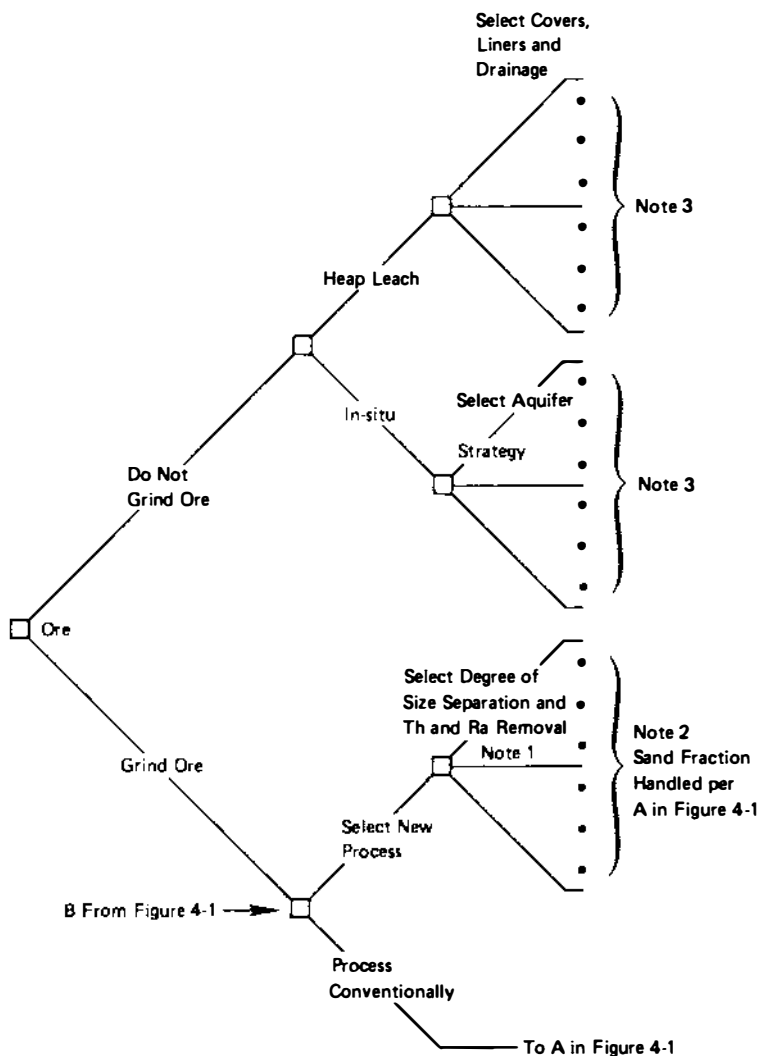 Select Covers,
Liners and
Drainage
Note 3
Heap Leach
Select Aquifer
In-situ
Strategy
Note 3
Do Not
Grind Ore
Ore
Select Degree of
Size Separation and
Th and Ra Removal
Note 1
Note 2
Sand Fraction
Handled per
A in Figure 4-1
Grind Ore
Select New
Process
B From Figure 4-1
Process
Conventionally
To A in Figure 4-1